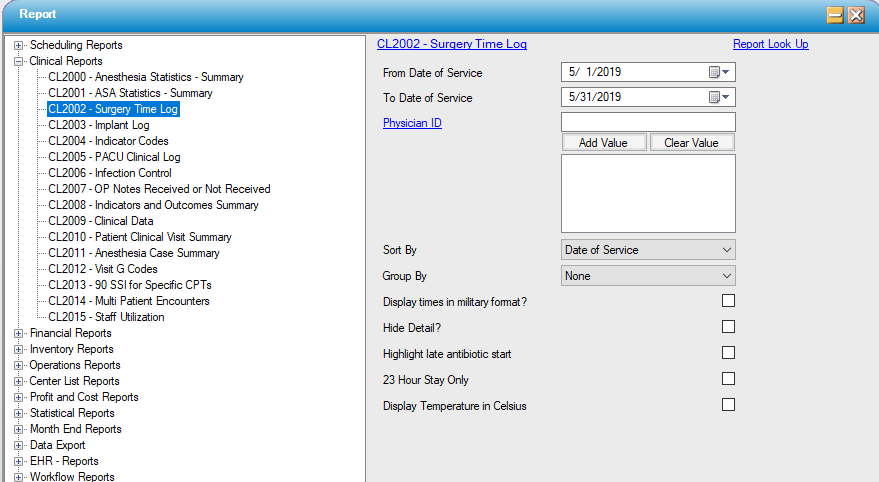 Report
Scheduling Reports
Clinical Reports
CL2000 - Anesthesia Statistics - Summary
CL2001 - ASA Statistics - Summary
CL2002 - Surgery Time Log
CL2003 - Implant Log
CL2004 - Indicator Codes
CL2005 - PACU Clinical Log
CL2006 - Infection Control
CL2007 - OP Notes Received or Not Received
CL2008 - Indicators and Outcomes Summary
CL2009 - Clinical Data
CL2010 - Patient Clinical Visit Summary
CL2011 - Anesthesia Case Summary
CL2012 - Visit G Codes
CL2013 - 90 SSI for Specific CPTs
CL2014 - Multi Patient Encounters
CL2015 - Staff Utilization
Financial Reports
Inventory Reports
Operations Reports
Center List Reports
Profit and Cost Reports
Statistical Reports
Month End Reports
Data Export
EHR - Reports
Workflow Reports
CL2002 - Surgery Time Log Report Look Up
From Date of Service 5/ 1/2019
To Date of Service 5/31/2019
Physician ID
Add Value Clear Value
Sort By Date of Service
Group By None
Display times in military format?
Hide Detail?
Highlight late antibiotic start
23 Hour Stay Only
Display Temperature in Celsius